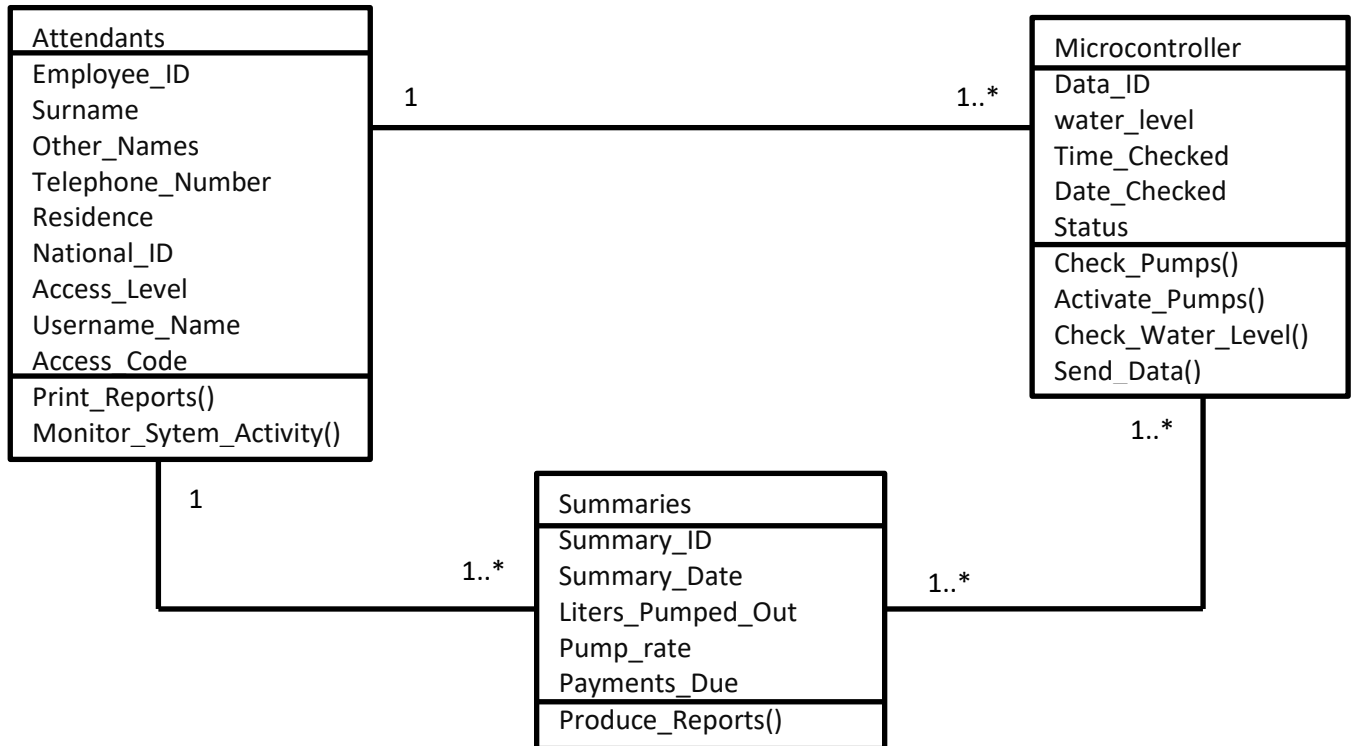 Attendants
Employee_ID
Surname
Other_Names
Telephone_Number
Residence
National_ID
Access_Level
Username_Name
Access_Code
Print_Reports()
Monitor_Sytem_Activity()
1
1..*
Microcontroller
Data_ID
water_level
Time_Checked
Date_Checked
Status
Check_Pumps()
Activate_Pumps()
Check_Water_Level()
Send_Data()
1..*
1
1..*
Summaries
Summary_ID
Summary_Date
Liters_Pumped_Out
Pump_rate
Payments_Due
Produce_Reports()
1..*